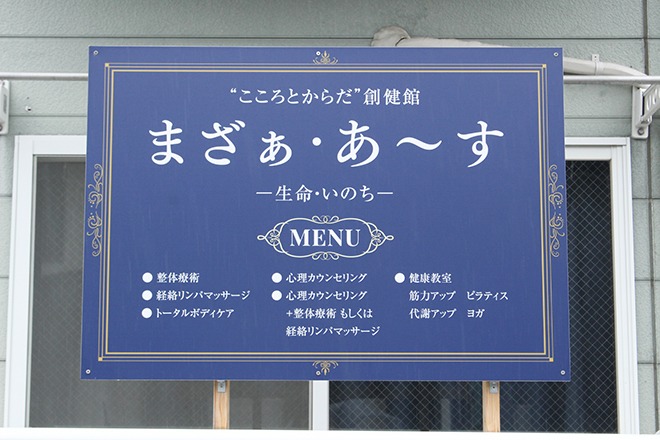 “こころとからだ”創健館
まざぁ・あ～す
―生命・いのち―
MENU
● 整体療術
● 経絡リンパマッサージ
● トータルボディケア
● 心理カウンセリング
● 心理カウンセリング
+整体療術 もしくは
経絡リンパマッサージ
● 健康教室
筋力アップ ピラティス
代謝アップ ヨガ